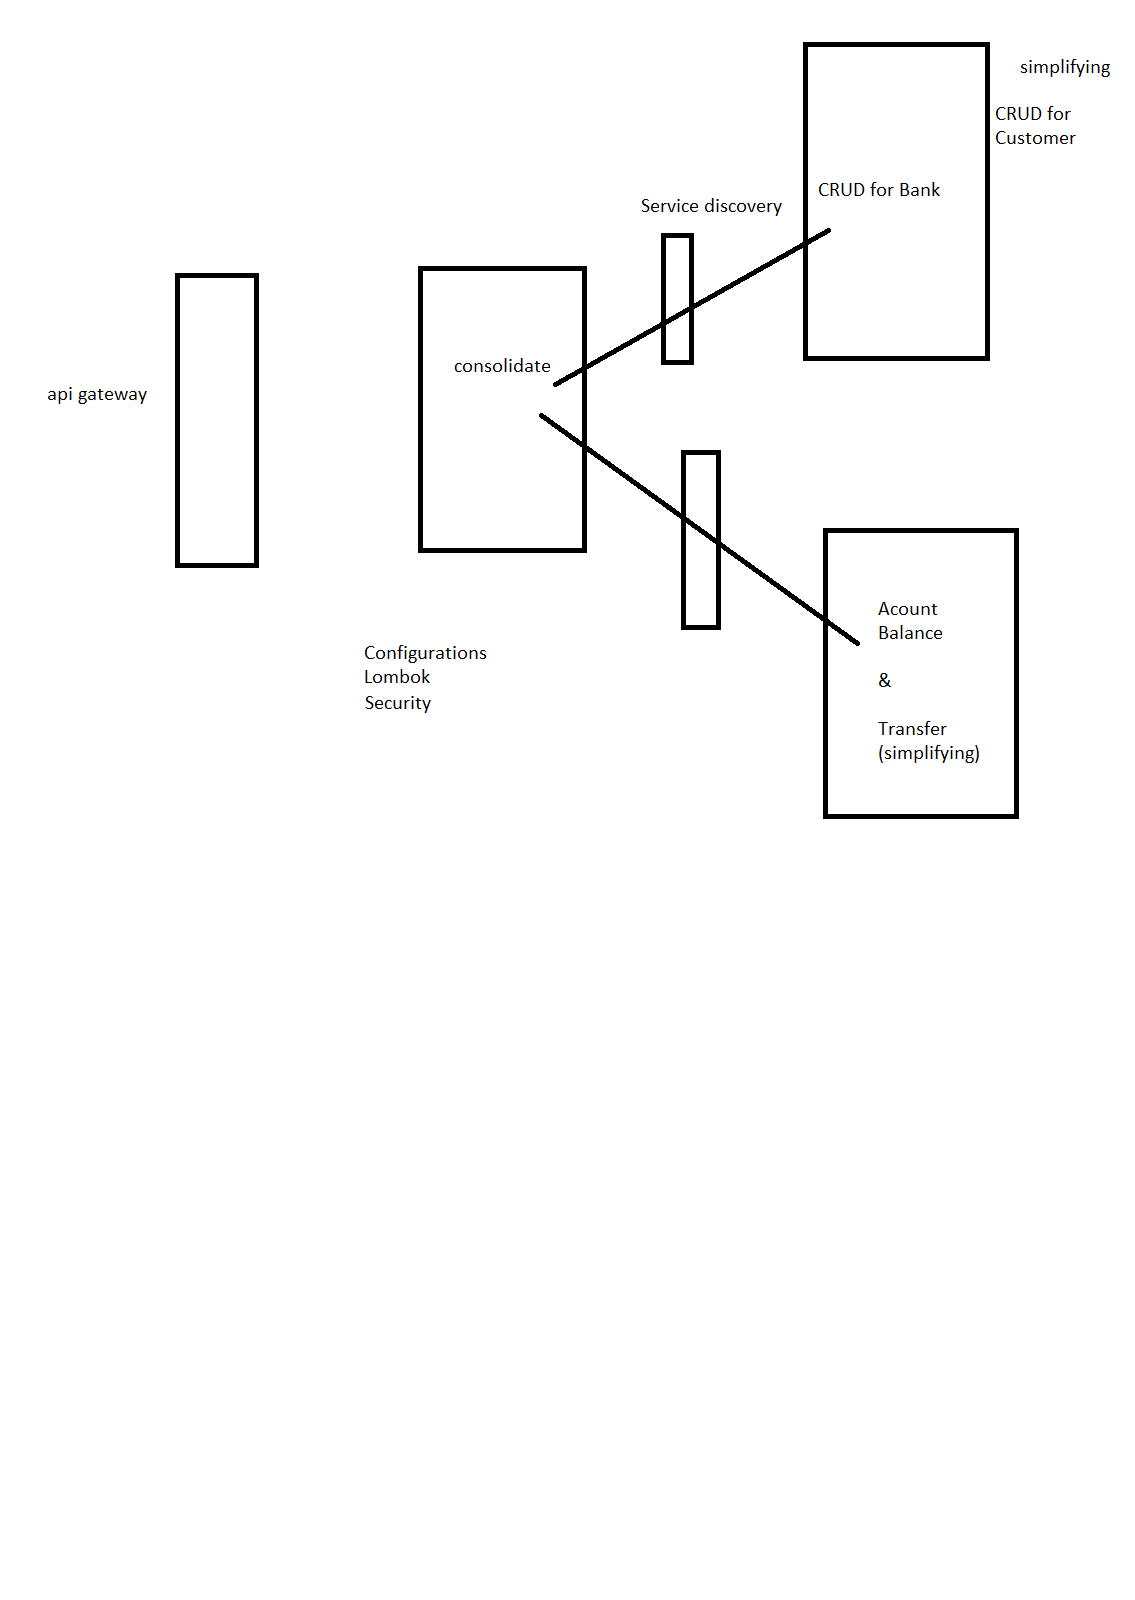 simplifying
CRUD for
Customer
CRUD for Bank
Service discovery
consolidate
api gateway
Acount
Balance
&
Transfer
(simplifying)
Configurations
Lombok
Security